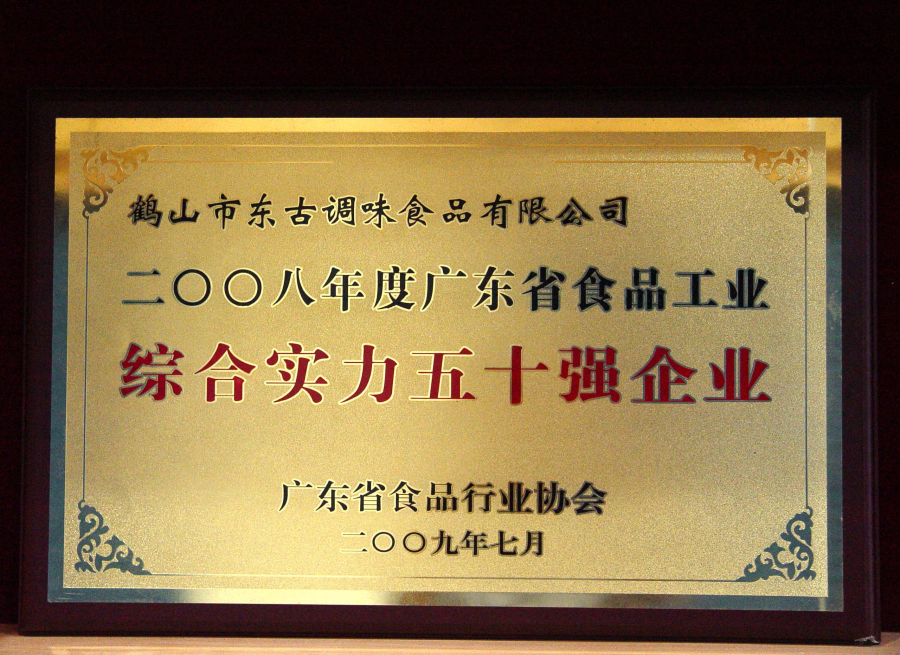 鹤山市东古调味食品有限公司
二〇〇八年度广东省食品工业
综合实力五十强企业
广东省食品行业协会
二〇〇九年七月